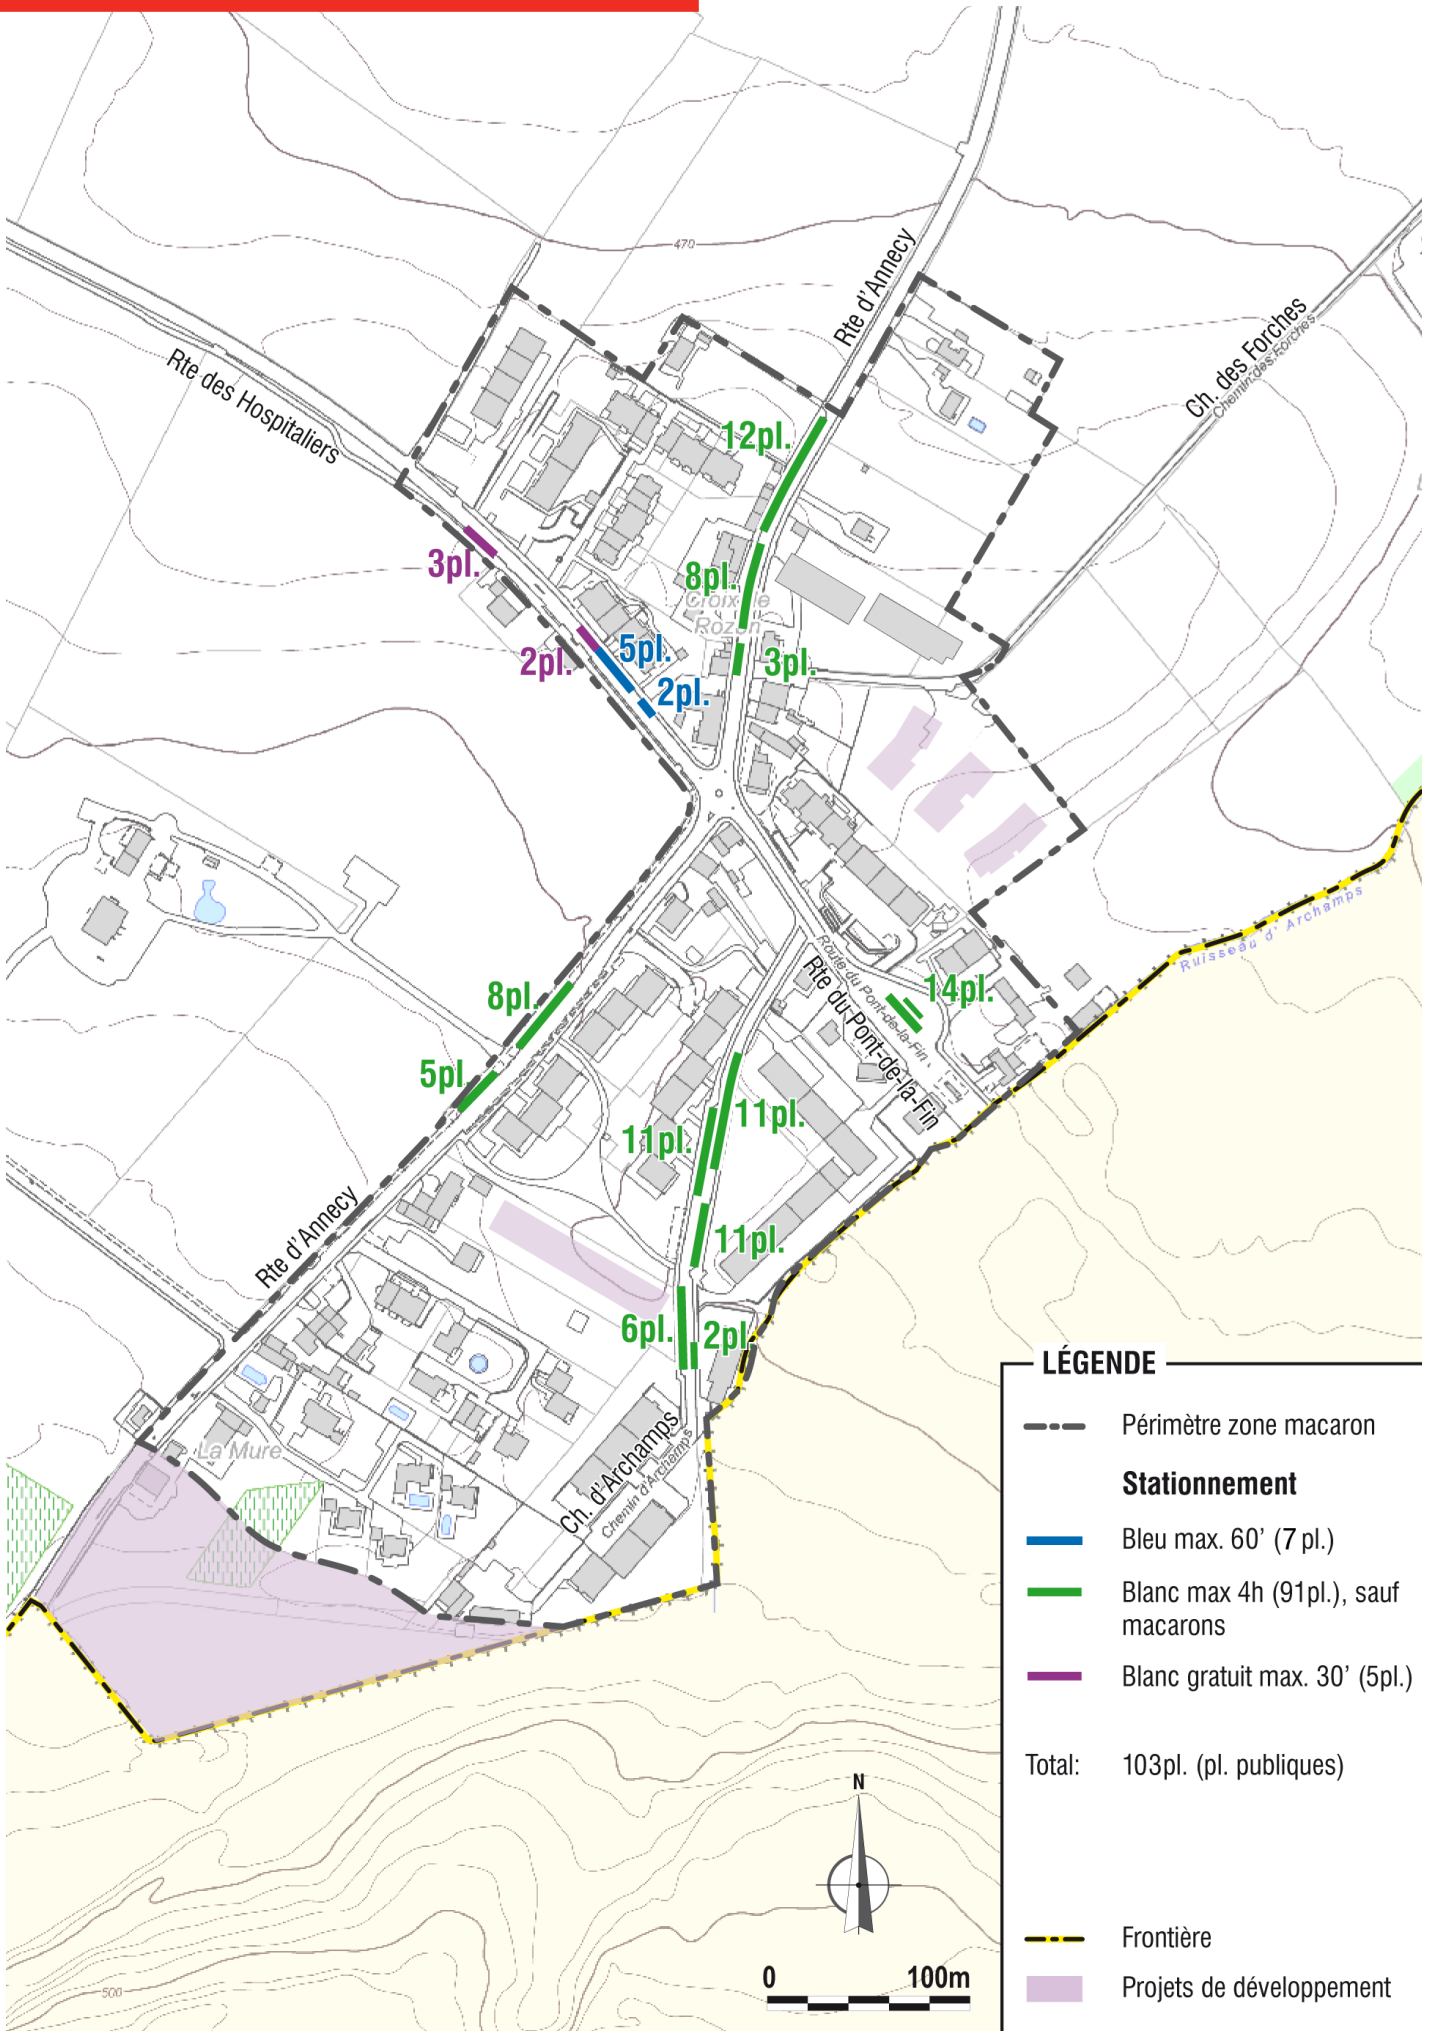 470
Rte d'Annecy
Ch. des Forches
Chemin des Forches
Rte des Hospitaliers
12pl.
3pl.
8pl.
Croix de
Rozon
5pl.
2pl.
3pl.
2pl.
Ruisseau d'Archamps
Route du Pont-de-la-Fin
Rte du Pont-de-la-Fin
14pl.
8pl.
5pl.
11pl.
11pl.
Rte d'Annecy
11pl.
6pl.
2pl.
LÉGENDE
Périmètre zone macaron
Stationnement
Bleu max. 60’ (7 pl.)
Blanc max 4h (91pl.), sauf
macarons
Blanc gratuit max. 30’ (5pl.)
Total: 103pl. (pl. publiques)
Frontière
Projets de développement
La Mure
Ch. d'Archamps
Chemin d'Archamps
N
0 100m
500